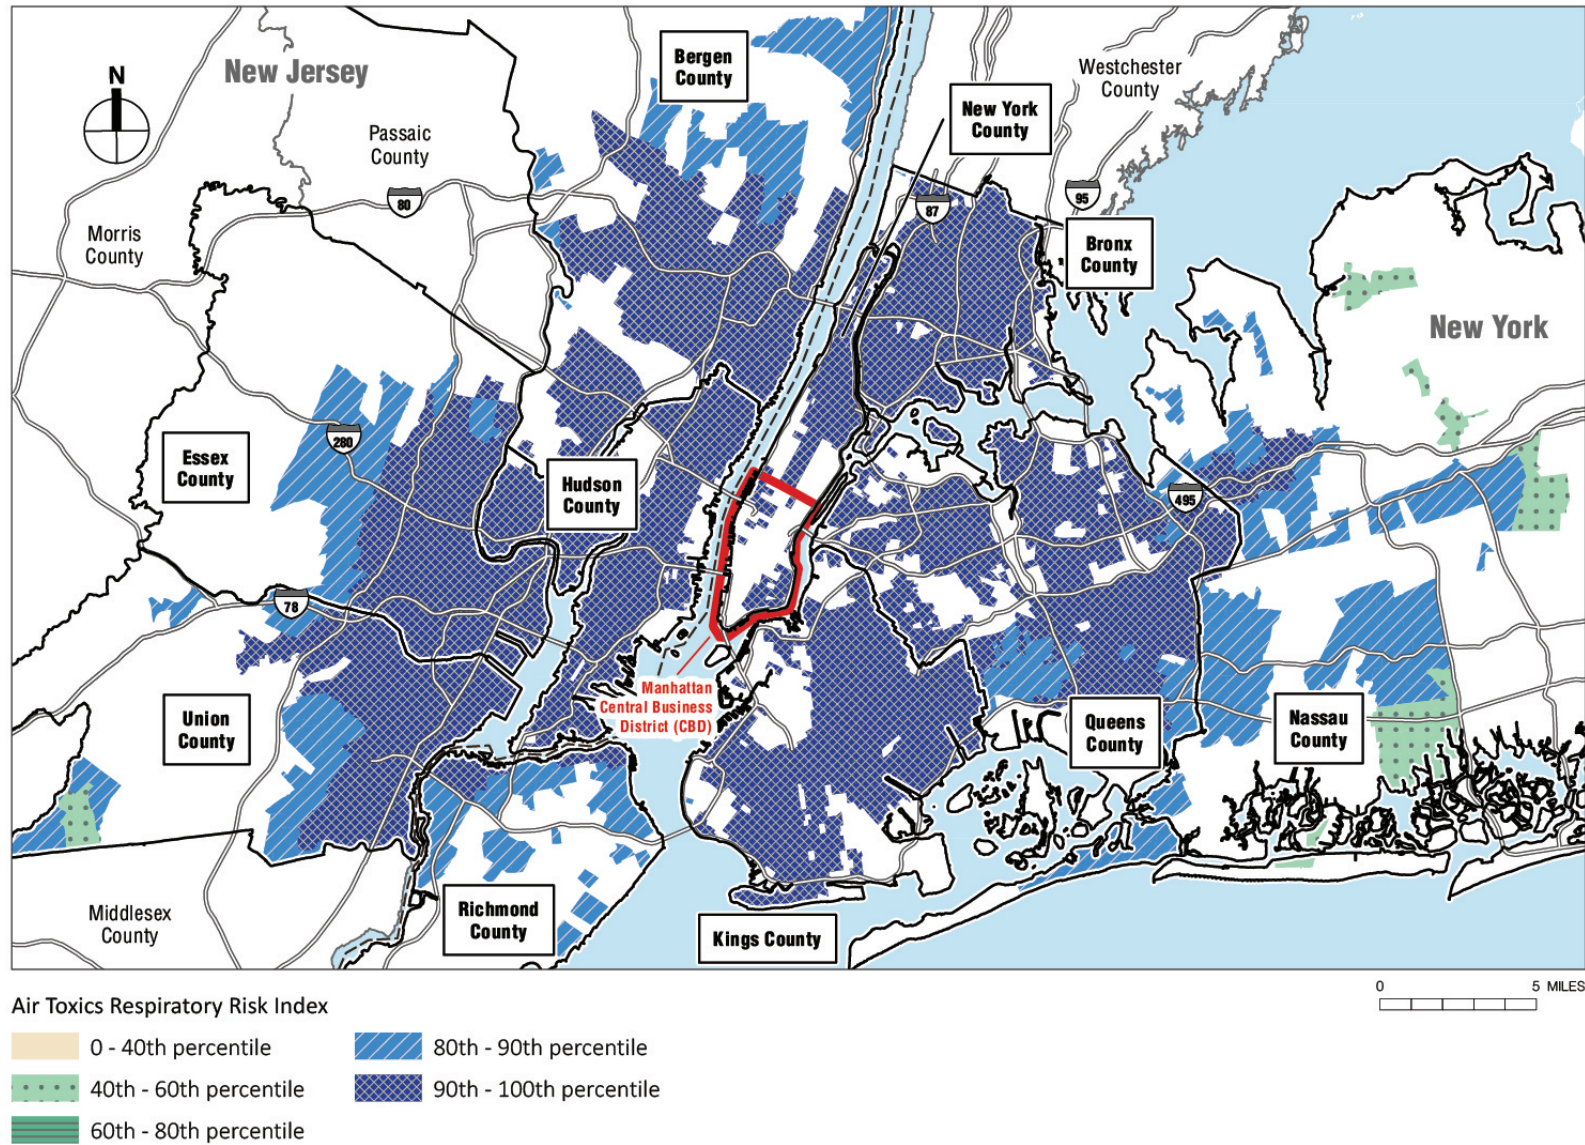 New Jersey
N
Bergen
County
Westchester
County
New York
County
Passaic
County
80
87
95
Morris
County
Bronx
County
New York
280
Essex
County
Hudson
County
495
78
Manhattan
Central Business
District (CBD)
Union
County
Queens
County
Nassau
County
Middlesex
County
Richmond
County
Kings County
0 5 MILES
Air Toxics Respiratory Risk Index
0 - 40th percentile
40th - 60th percentile
60th - 80th percentile
80th - 90th percentile
90th - 100th percentile